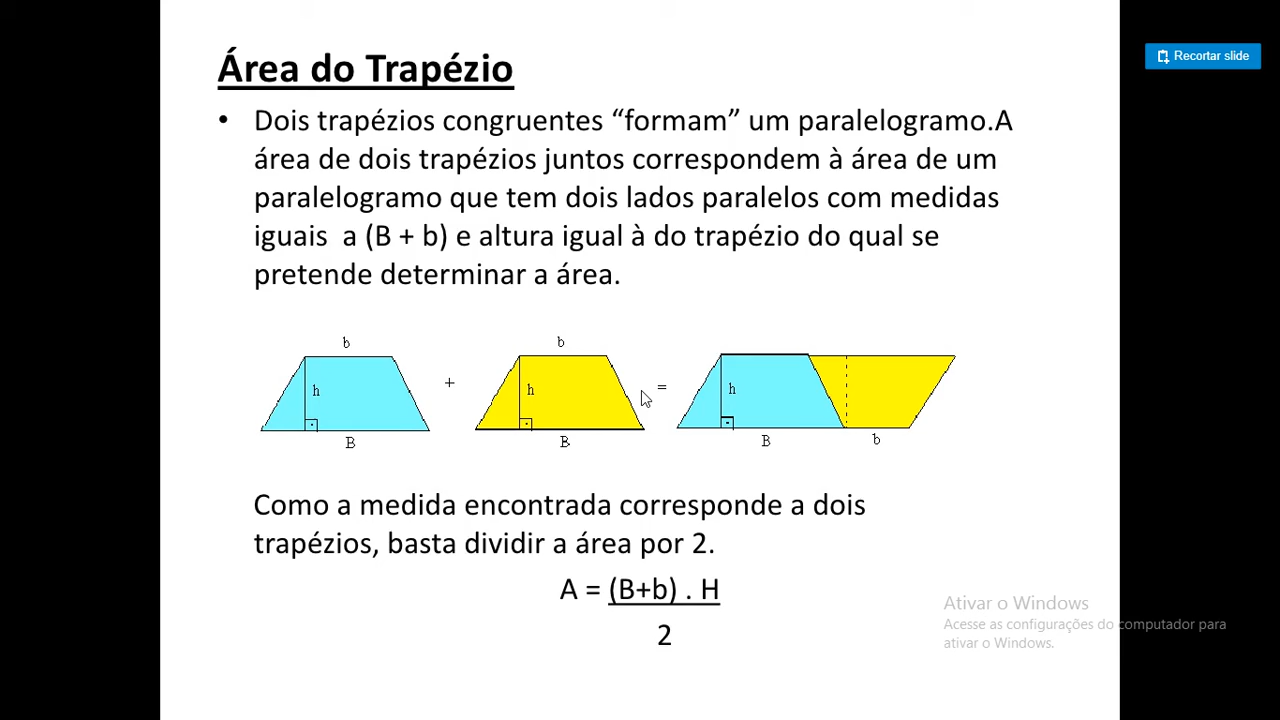 Recortar slide
Área do Trapézio
• Dois trapézios congruentes “formam” um paralelogramo.A
área de dois trapézios juntos correspondem à área de um
paralelogramo que tem dois lados paralelos com medidas
iguais a (B + b) e altura igual à do trapézio do qual se
pretende determinar a área.
b b
h + h = h
B B B b
Como a medida encontrada corresponde a dois
trapézios, basta dividir a área por 2.
A = (B+b) . H
2
Ativar o Windows
Acesse as configurações do computador para
ativar o Windows.